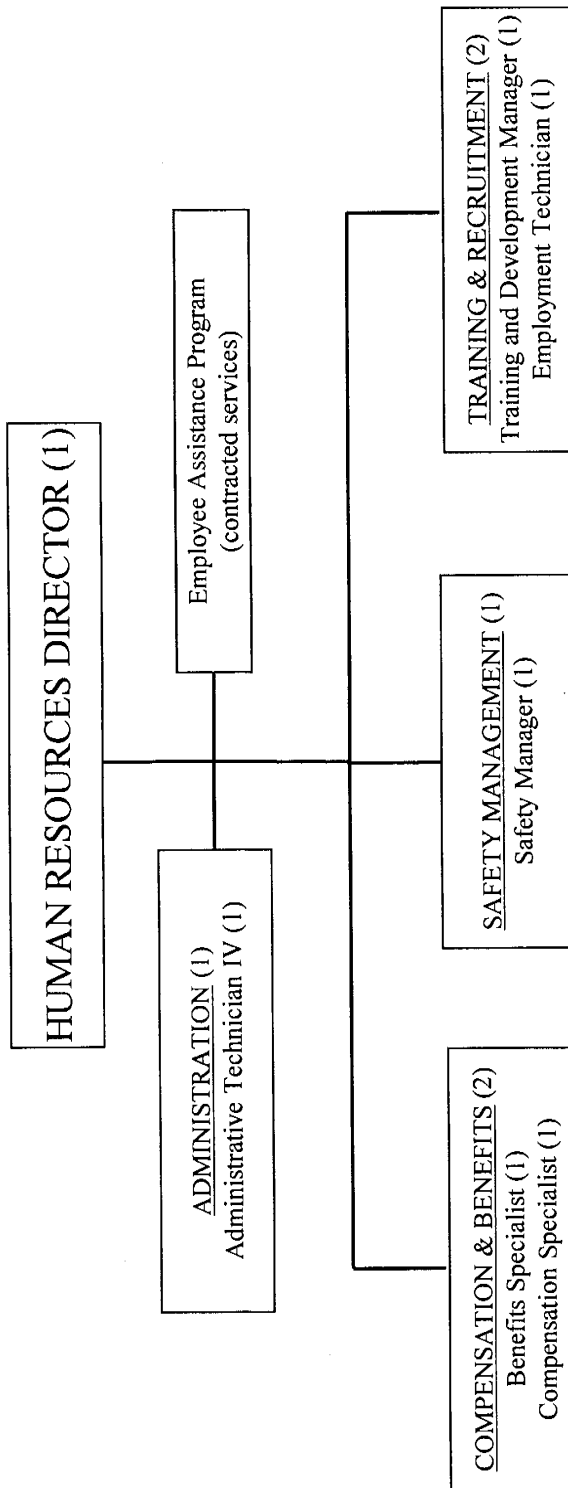 HUMAN RESOURCES DIRECTOR (1)
ADMINISTRATION (1)
Administrative Technician IV (1)
Employee Assistance Program
(contracted services)
COMPENSATION & BENEFITS (2)
Benefits Specialist (1)
Compensation Specialist (1)
SAFETY MANAGEMENT (1)
Safety Manager (1)
TRAINING & RECRUITMENT (2)
Training and Development Manager (1)
Employment Technician (1)